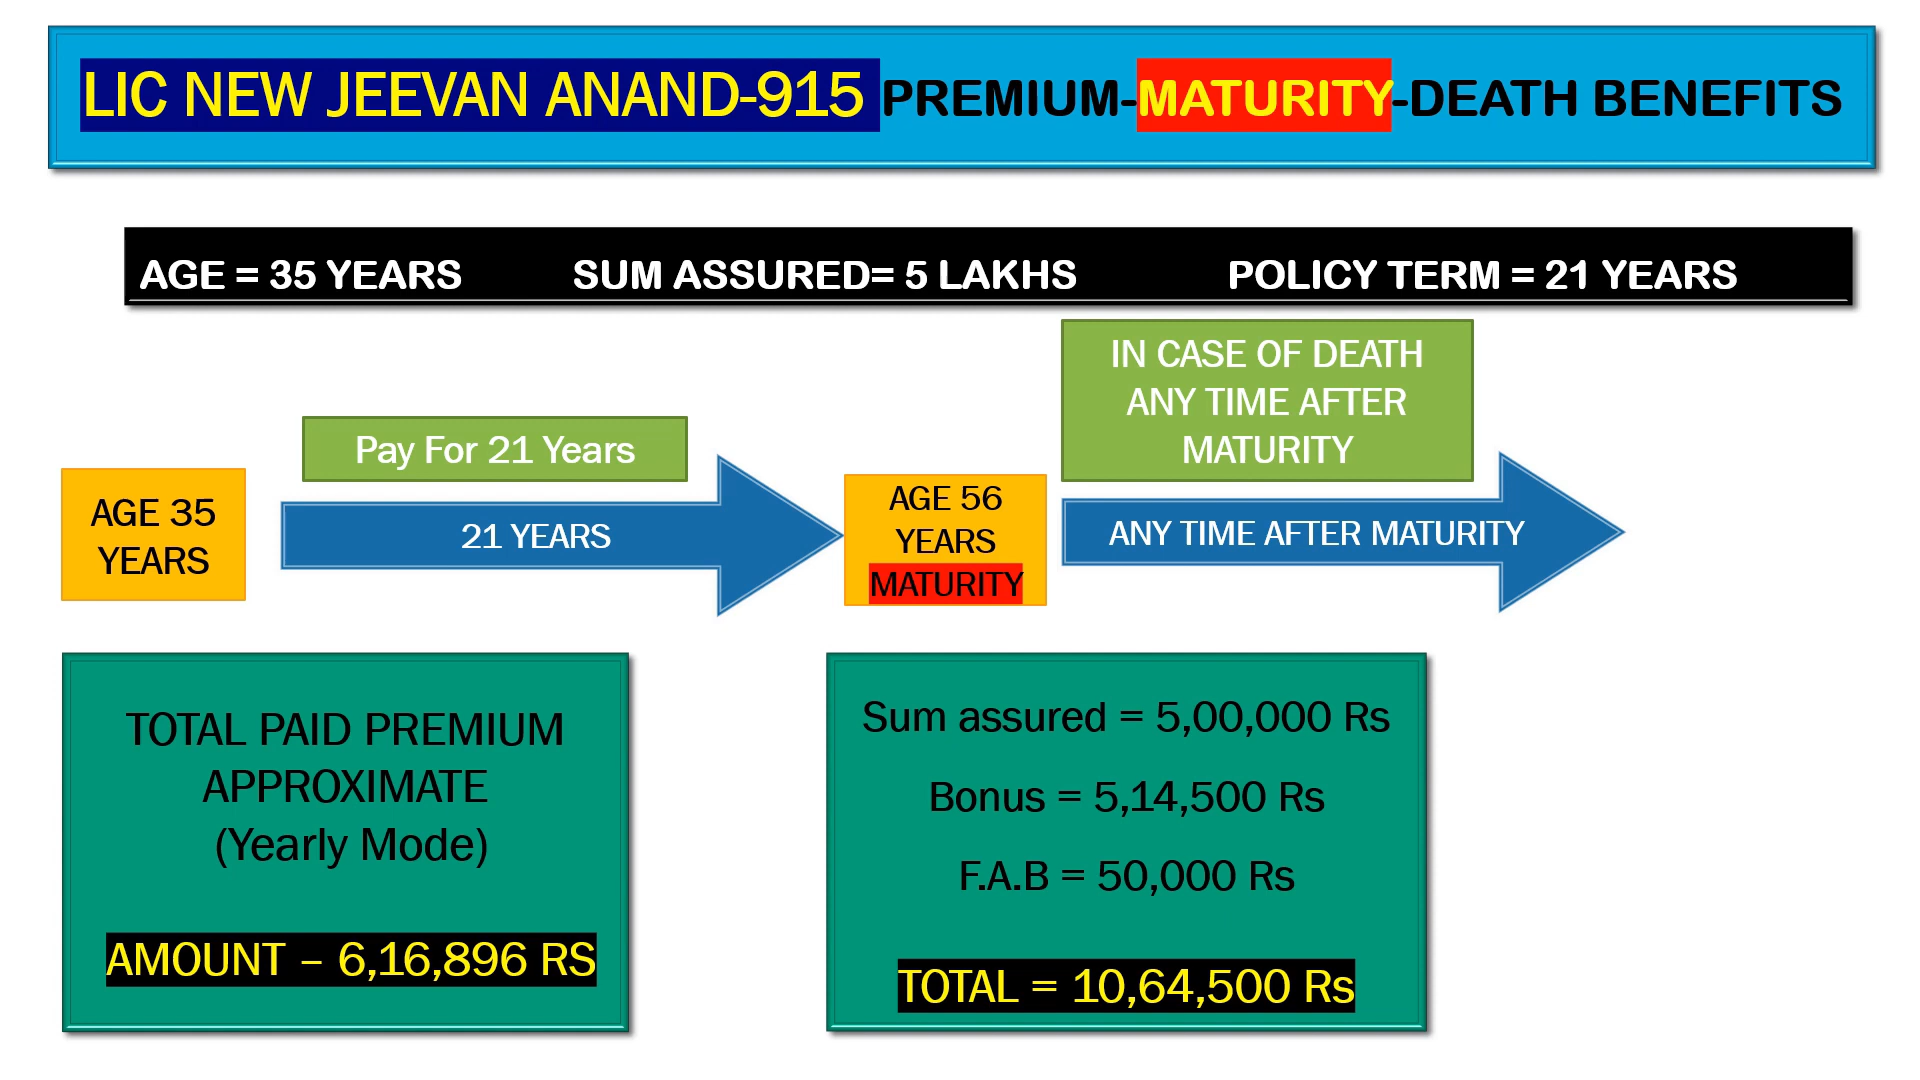 LIC NEW JEEVAN ANAND-915 PREMIUM-MATURITY-DEATH BENEFITS
AGE = 35 YEARS SUM ASSURED= 5 LAKHS POLICY TERM = 21 YEARS
IN CASE OF DEATH
ANY TIME AFTER
MATURITY
Pay For 21 Years
AGE 35
YEARS
21 YEARS
AGE 56
YEARS
MATURITY
ANY TIME AFTER MATURITY
TOTAL PAID PREMIUM
APPROXIMATE
(Yearly Mode)
AMOUNT – 6,16,896 RS
Sum assured = 5,00,000 Rs
Bonus = 5,14,500 Rs
F.A.B = 50,000 Rs
TOTAL = 10,64,500 Rs